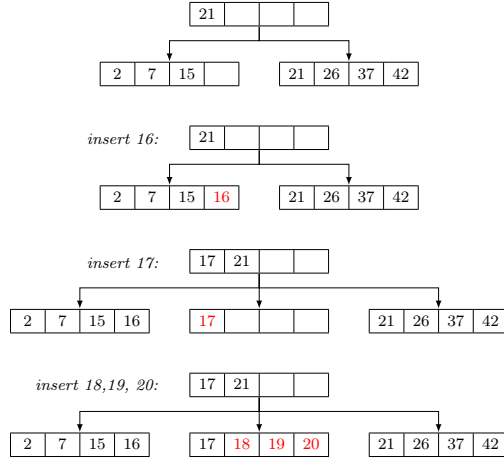 21
2 7 15 21 26 37 42
insert 16: 21
2 7 15 16 21 26 37 42
insert 17: 17 21
2 7 15 16 17 21 26 37 42
insert 18,19, 20: 17 21
2 7 15 16 17 18 19 20 21 26 37 42